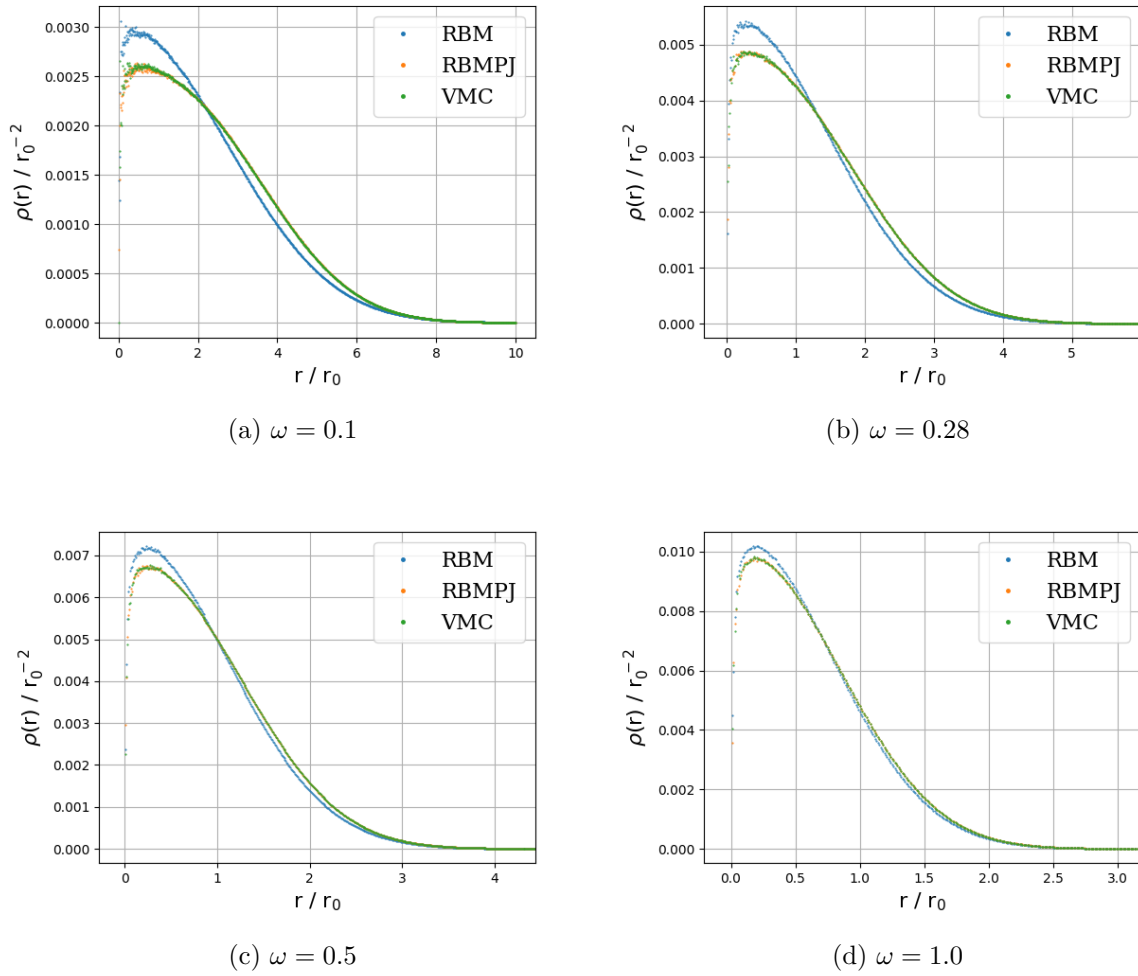 0.0030
0.0025
0.0020
0.0015
0.0010
0.0005
0.0000
ρ(r) / r₀⁻²
0 2 4 6 8 10
r / r₀
RBM
RBMPJ
VMC
(a) ω = 0.1
0.005
0.004
0.003
0.002
0.001
0.000
ρ(r) / r₀⁻²
0 1 2 3 4 5
r / r₀
RBM
RBMPJ
VMC
(b) ω = 0.28
0.007
0.006
0.005
0.004
0.003
0.002
0.001
0.000
ρ(r) / r₀⁻²
0 1 2 3 4
r / r₀
RBM
RBMPJ
VMC
(c) ω = 0.5
0.010
0.008
0.006
0.004
0.002
0.000
ρ(r) / r₀⁻²
0.0 0.5 1.0 1.5 2.0 2.5 3.0
r / r₀
RBM
RBMPJ
VMC
(d) ω = 1.0